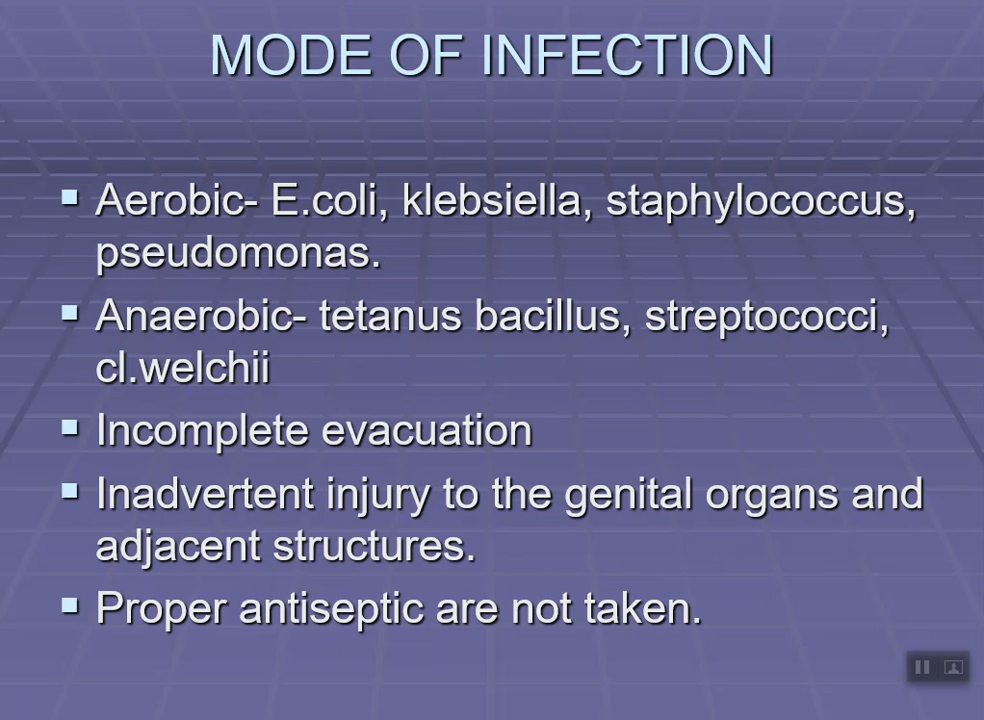 MODE OF INFECTION
Aerobic- E.coli, klebsiella, staphylococcus,
pseudomonas.
Anaerobic- tetanus bacillus, streptococci,
cl.welchii
Incomplete evacuation
Inadvertent injury to the genital organs and
adjacent structures.
Proper antiseptic are not taken.